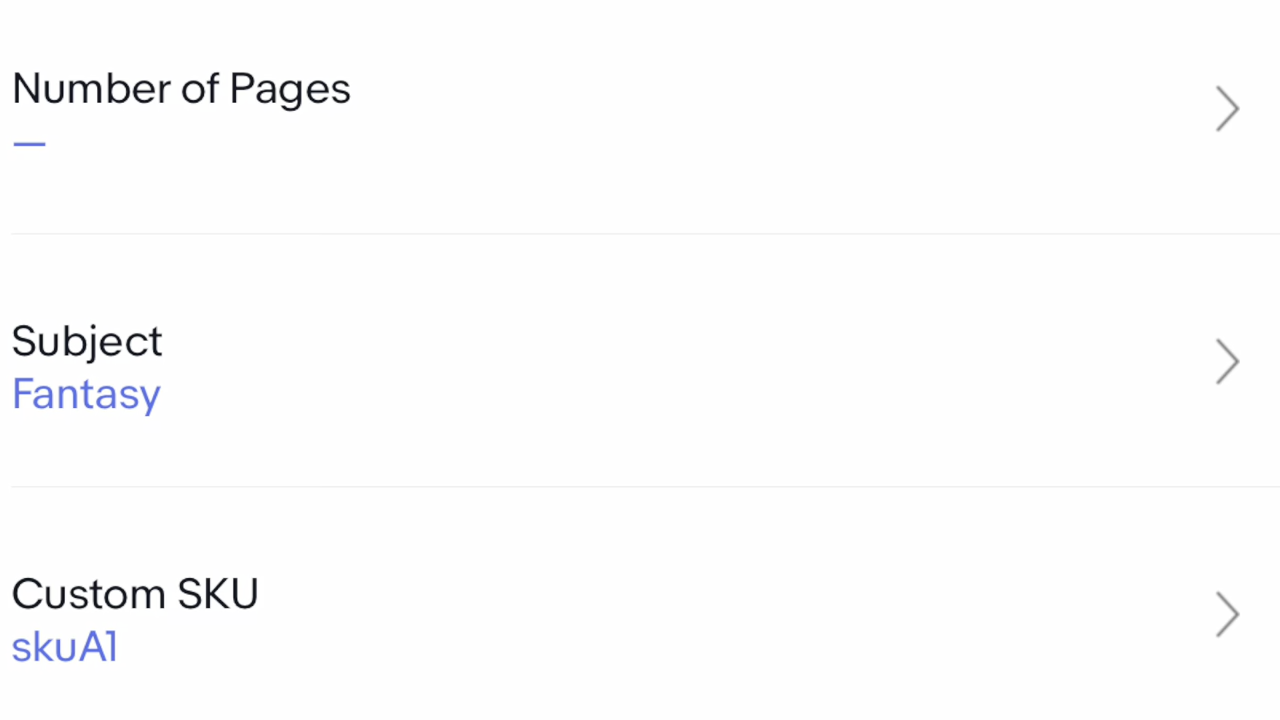 Number of Pages
—
Subject
Fantasy
Custom SKU
skuA1